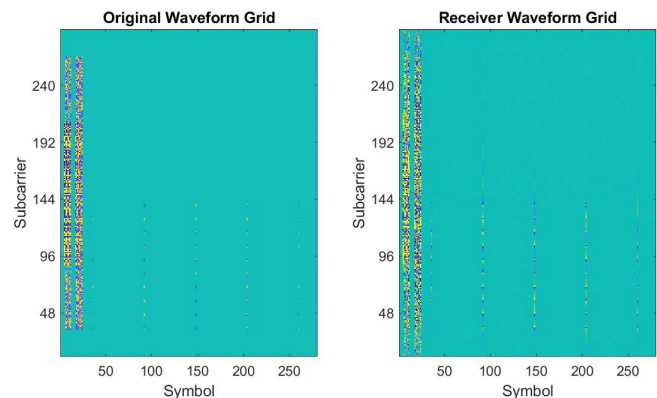 Original Waveform Grid
Subcarrier
240
192
144
96
48
50 100 150 200 250
Symbol
Receiver Waveform Grid
Subcarrier
240
192
144
96
48
50 100 150 200 250
Symbol